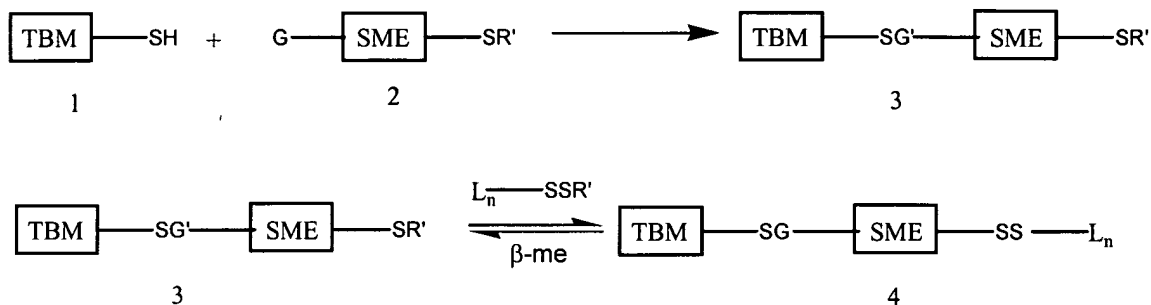 TBM SH + G SME SR' TBM SG' SME SR'
1 2 3
Ln SSR'
TBM SG' SME SR' β-me TBM SG SME SS Ln
3 4